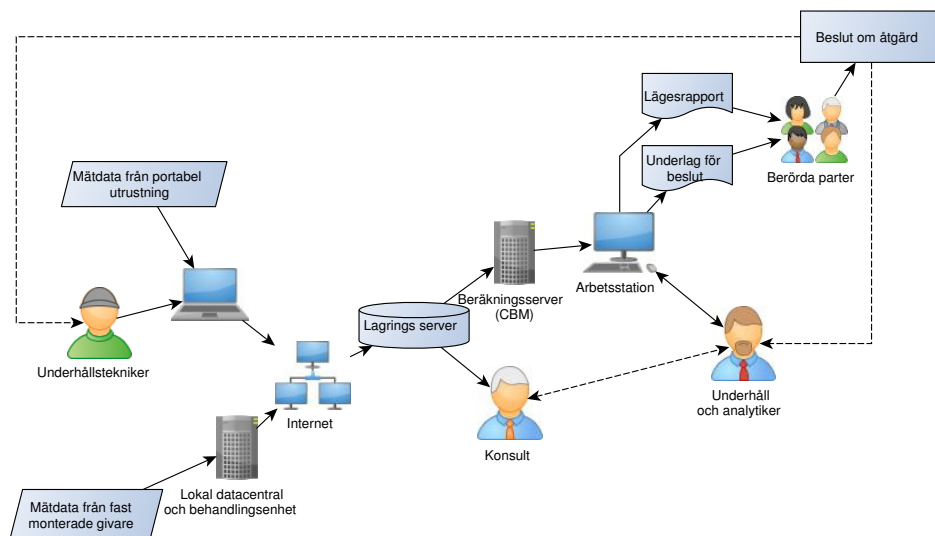 Beslut om åtgärd
Lägesrapport
Underlag för
beslut
Berörda parter
Mätdata från portabel
utrustning
Beräkningsserver
(CBM)
Arbetsstation
Lagrings server
Underhållstekniker
Internet
Underhåll
och analytiker
Konsult
Lokal datacentral
och behandlingsenhet
Mätdata från fast
monterade givare